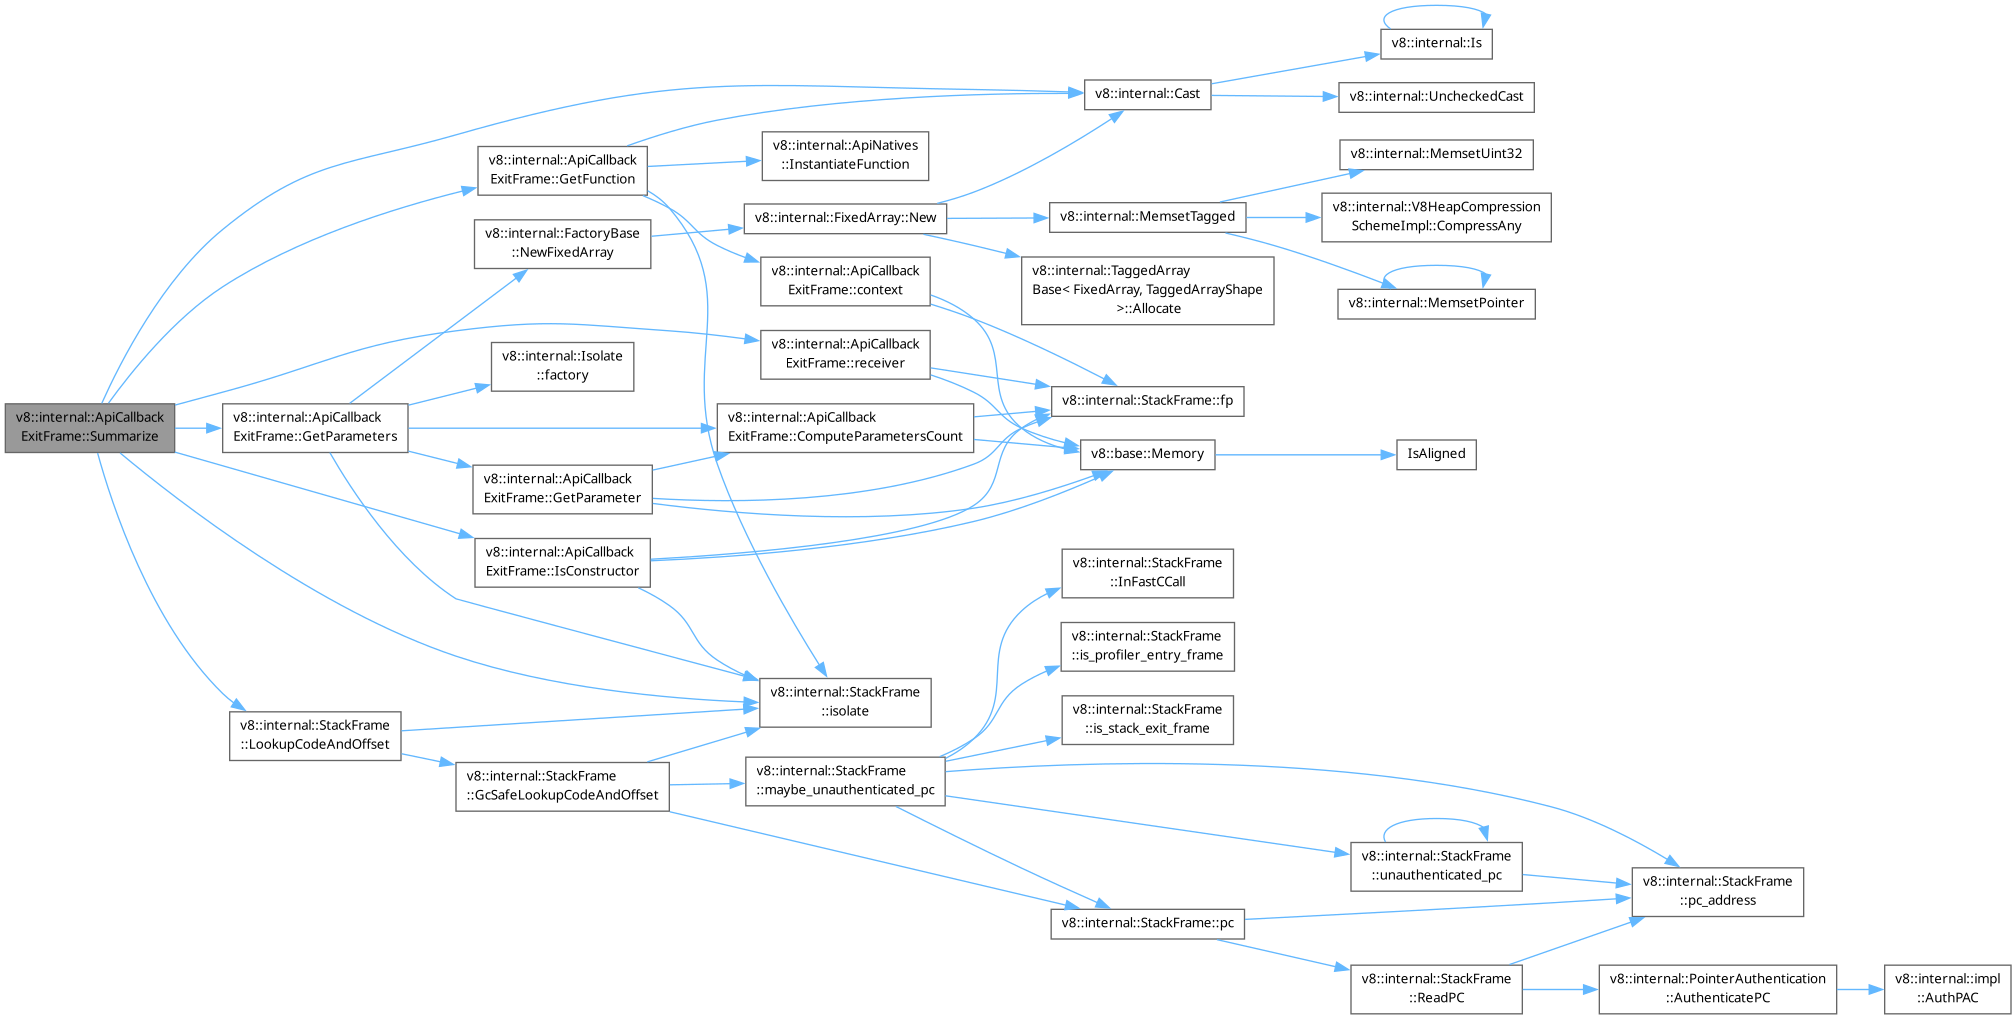 v8::internal::ApiCallback
ExitFrame::Summarize
v8::internal::Cast
v8::internal::Is
v8::internal::UncheckedCast
v8::internal::ApiCallback
ExitFrame::GetFunction
v8::internal::ApiNatives
::InstantiateFunction
v8::internal::ApiCallback
ExitFrame::context
v8::internal::StackFrame::fp
v8::base::Memory
IsAligned
v8::internal::StackFrame
::isolate
v8::internal::ApiCallback
ExitFrame::GetParameters
v8::internal::FactoryBase
::NewFixedArray
v8::internal::FixedArray::New
v8::internal::MemsetTagged
v8::internal::MemsetUint32
v8::internal::V8HeapCompression
SchemeImpl::CompressAny
v8::internal::MemsetPointer
v8::internal::TaggedArray
Base< FixedArray, TaggedArrayShape
>::Allocate
v8::internal::Isolate
::factory
v8::internal::ApiCallback
ExitFrame::ComputeParametersCount
v8::internal::ApiCallback
ExitFrame::GetParameter
v8::internal::ApiCallback
ExitFrame::receiver
v8::internal::ApiCallback
ExitFrame::IsConstructor
v8::internal::StackFrame
::LookupCodeAndOffset
v8::internal::StackFrame
::GcSafeLookupCodeAndOffset
v8::internal::StackFrame
::maybe_unauthenticated_pc
v8::internal::StackFrame
::InFastCCall
v8::internal::StackFrame
::is_profiler_entry_frame
v8::internal::StackFrame
::is_stack_exit_frame
v8::internal::StackFrame
::unauthenticated_pc
v8::internal::StackFrame
::pc_address
v8::internal::StackFrame::pc
v8::internal::StackFrame
::ReadPC
v8::internal::PointerAuthentication
::AuthenticatePC
v8::internal::impl
::AuthPAC